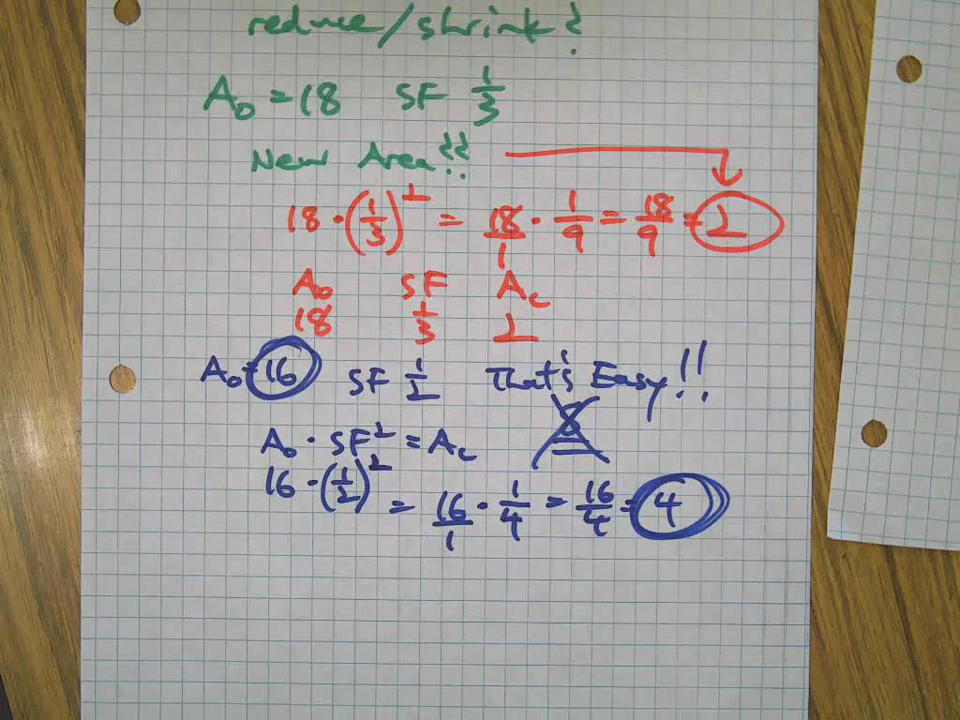 reduce/shrink?
A₀ = 18 SF 1/3
New Area??
18 · (1/3)² = 18/1 · 1/9 = 18/9 = 2
A₀ SF Ac
18 1/3 2
A₀ = 16 SF 1/2 That's Easy!!
A₀ · SF² = Ac
16 · (1/2)² = 16/1 · 1/4 = 16/4 = 4